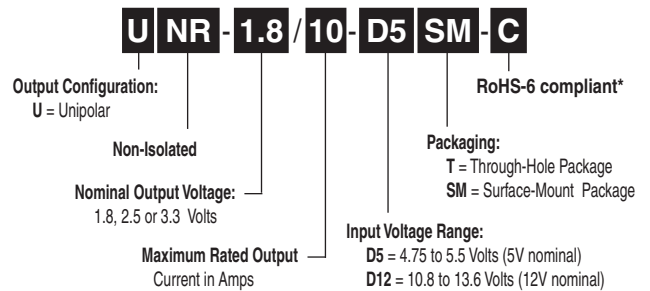 U NR - 1.8 / 10 - D5 SM - C
Output Configuration:
U = Unipolar
Non-Isolated
Nominal Output Voltage:
1.8, 2.5 or 3.3 Volts
Maximum Rated Output
Current in Amps
RoHS-6 compliant*
Packaging:
T = Through-Hole Package
SM = Surface-Mount Package
Input Voltage Range:
D5 = 4.75 to 5.5 Volts (5V nominal)
D12 = 10.8 to 13.6 Volts (12V nominal)